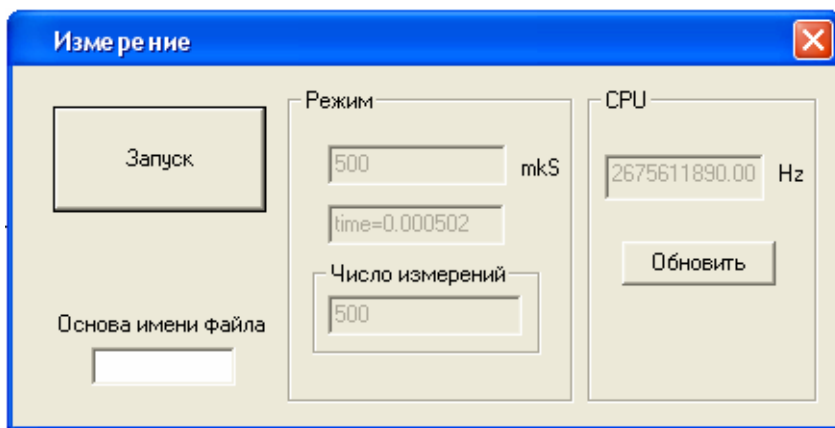 Измерение
Запуск
Основа имени файла
Режим
500 mkS
time=0.000502
Число измерений
500
CPU
2675611890.00 Hz
Обновить